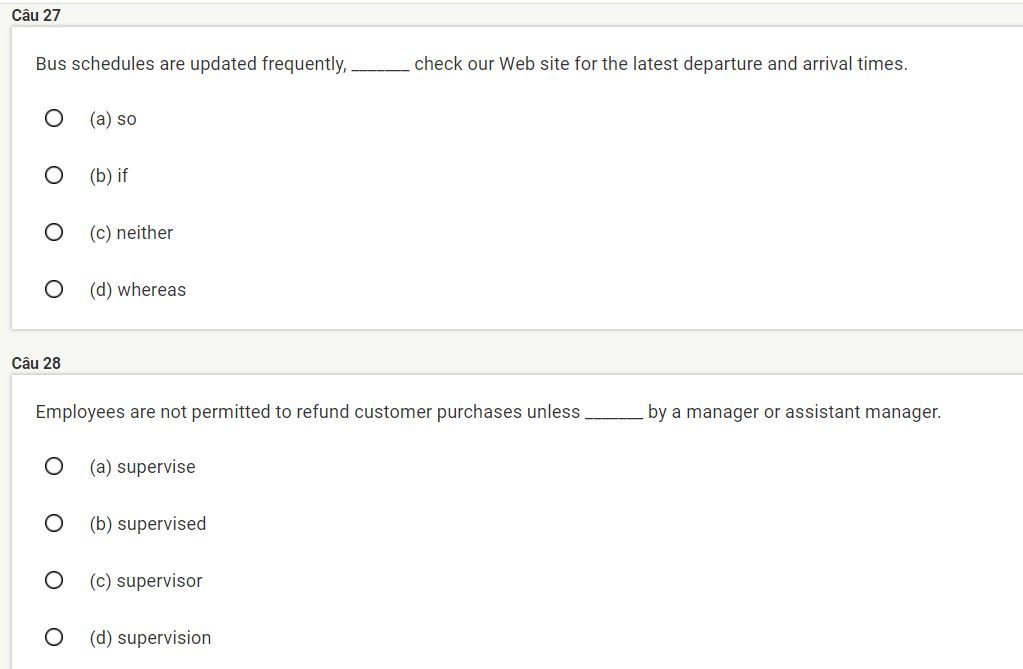 Câu 27
Bus schedules are updated frequently, _______ check our Web site for the latest departure and arrival times.
(a) so
(b) if
(c) neither
(d) whereas
Câu 28
Employees are not permitted to refund customer purchases unless _______ by a manager or assistant manager.
(a) supervise
(b) supervised
(c) supervisor
(d) supervision